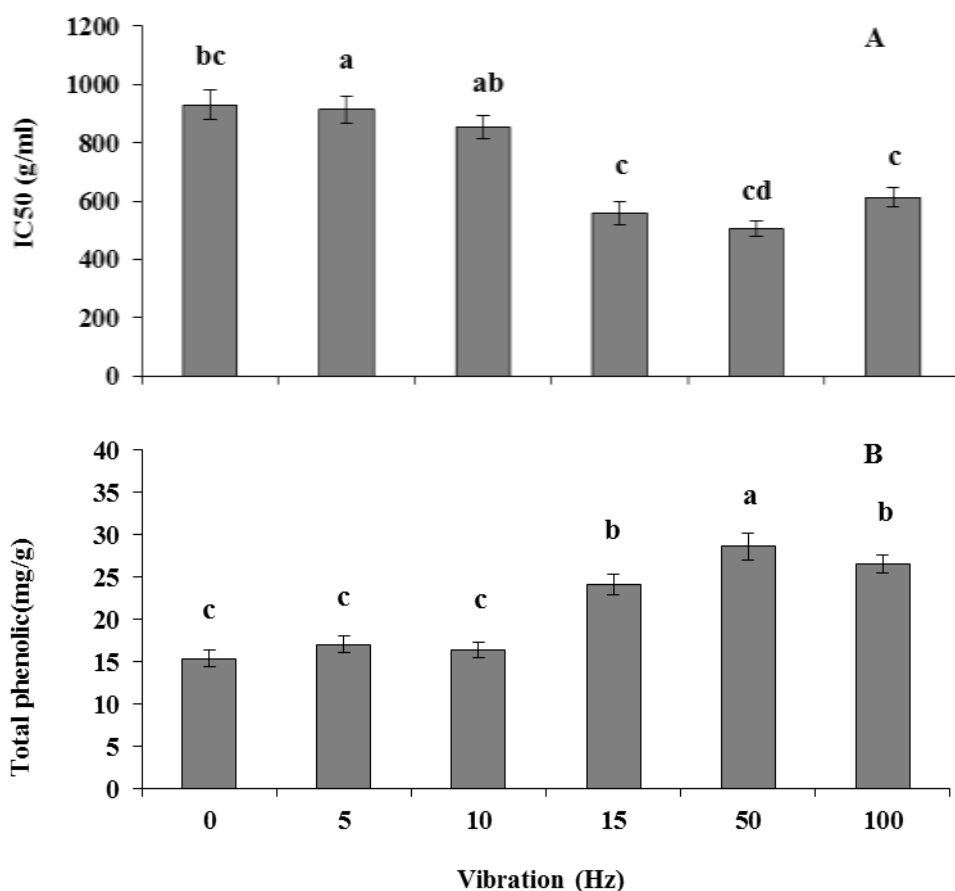 1200
A
bc a ab
1000
800
c cd c
600
400
200
0
IC50 (g/ml)
40
B
35
a
30
b b
25
c c c
20
15
10
5
0
Total phenolic(mg/g)
0 5 10 15 50 100
Vibration (Hz)